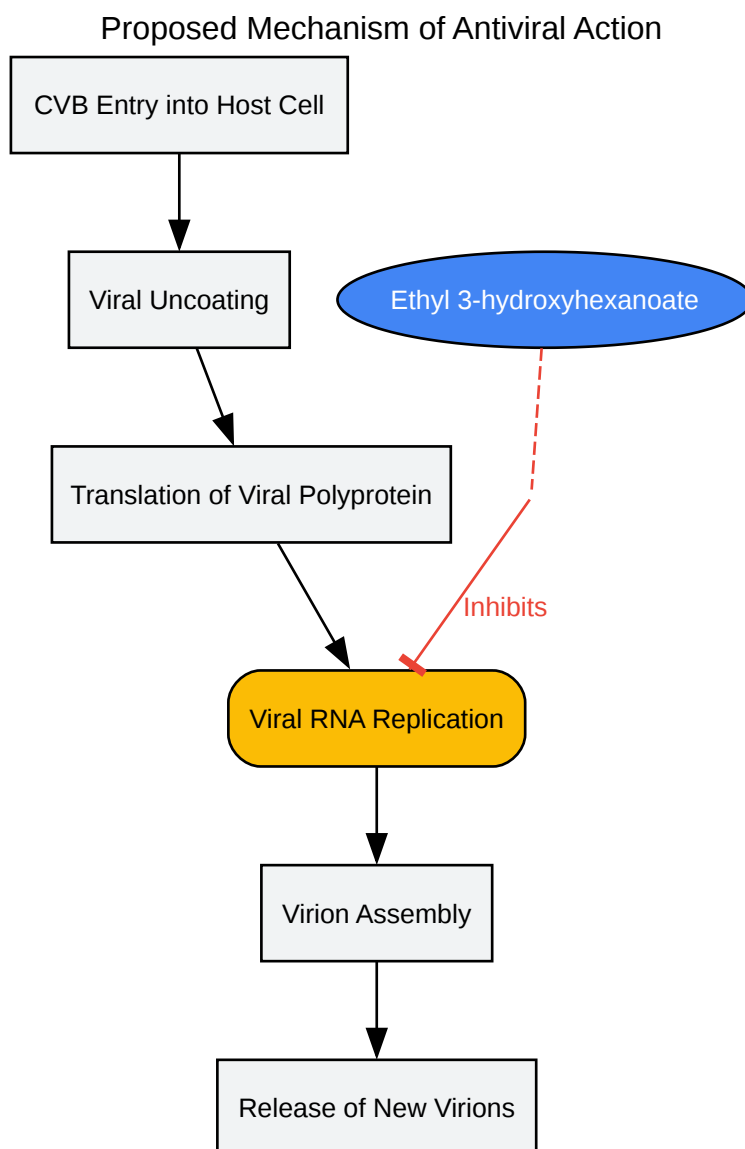 Proposed Mechanism of Antiviral Action
CVB Entry into Host Cell
Viral Uncoating
Ethyl 3-hydroxyhexanoate
Translation of Viral Polyprotein
Inhibits
Viral RNA Replication
Virion Assembly
Release of New Virions